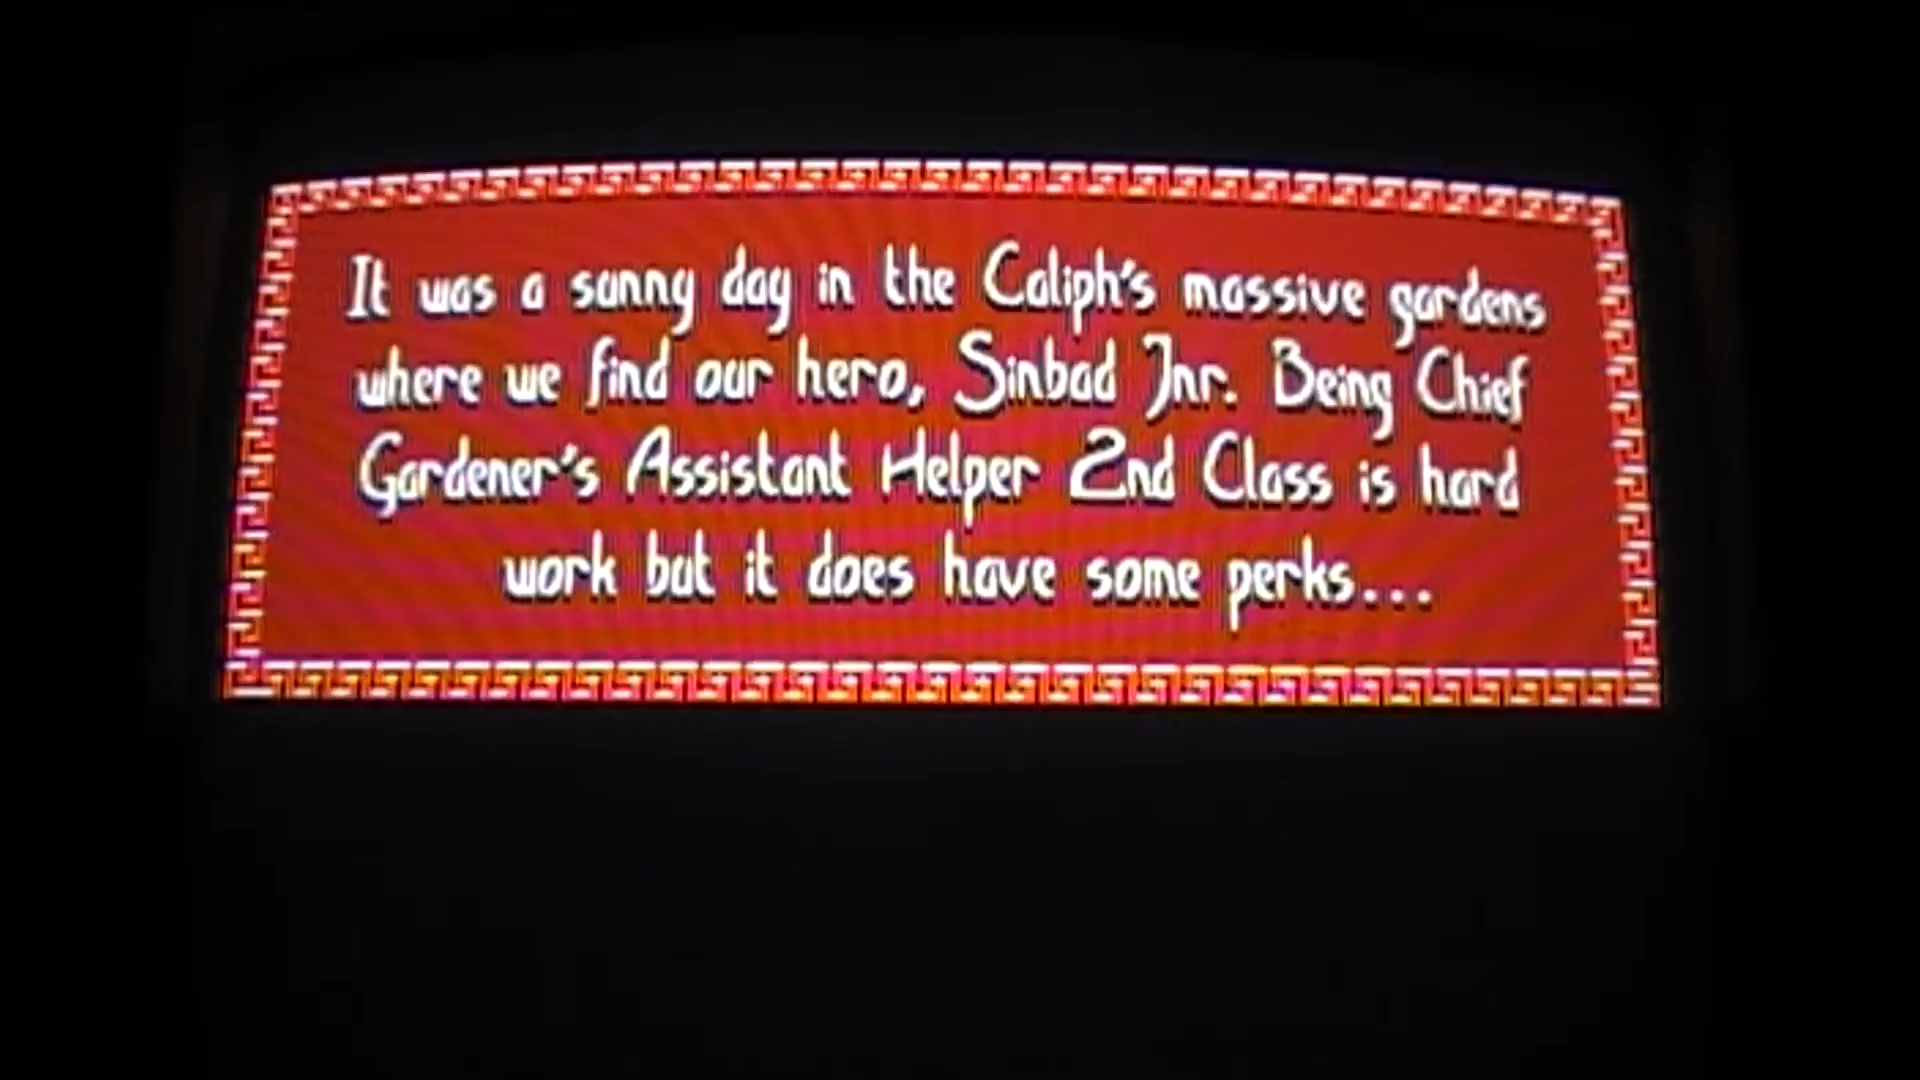 It was a sunny day in the Caliph's massive gardens
where we find our hero, Sinbad Jnr. Being Chief
Gardener's Assistant Helper 2nd Class is hard
work but it does have some perks...